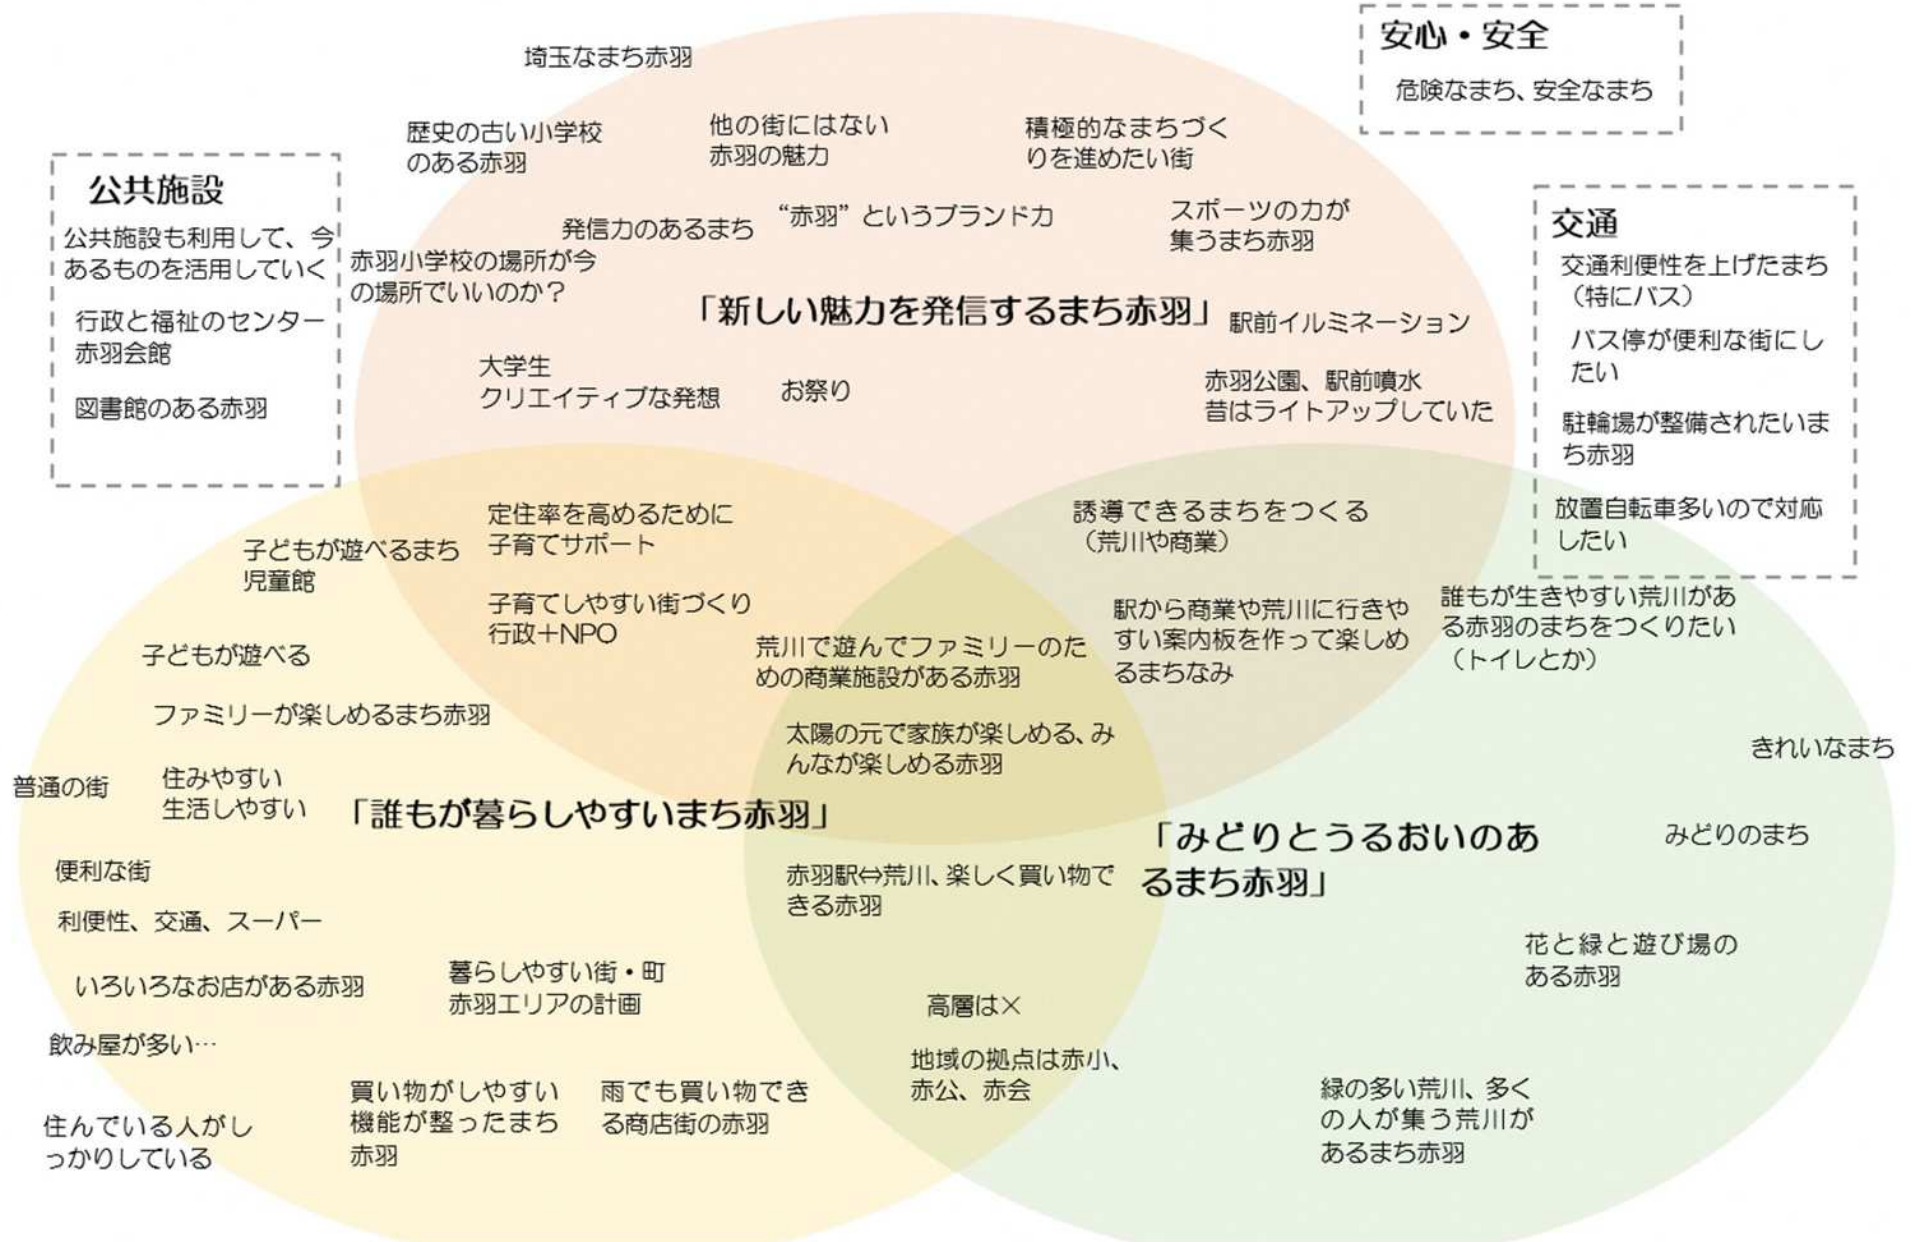 埼玉なまち赤羽
安心・安全
危険なまち、安全なまち
歴史の古い小学校
のある赤羽
他の街にはない
赤羽の魅力
積極的なまちづく
りを進めたい街
公共施設
公共施設も利用して、今
あるものを活用していく
行政と福祉のセンター
赤羽会館
図書館のある赤羽
発信力のあるまち
“赤羽”というブランド力
スポーツの力が
集うまち赤羽
赤羽小学校の場所が今
の場所でいいのか？
「新しい魅力を発信するまち赤羽」
駅前イルミネーション
大学生
クリエイティブな発想
お祭り
赤羽公園、駅前噴水
昔はライトアップしていた
交通
交通利便性を上げたまち
（特にバス）
バス停が便利な街にし
たい
駐輪場が整備されたいま
ち赤羽
放置自転車多いので対応
したい
定住率を高めるために
子育てサポート
子どもが遊べるまち
児童館
子育てしやすい街づくり
行政＋NPO
誘導できるまちをつくる
（荒川や商業）
駅から商業や荒川に行きや
すい案内板を作って楽しめ
るまちなみ
誰もが生きやすい荒川があ
る赤羽のまちをつくりたい
（トイレとか）
荒川で遊んでファミリーのた
めの商業施設がある赤羽
子どもが遊べる
ファミリーが楽しめるまち赤羽
太陽の元で家族が楽しめる、み
んなが楽しめる赤羽
きれいなまち
普通の街
住みやすい
生活しやすい
「誰もが暮らしやすいまち赤羽」
「みどりとうるおいのあ
るまち赤羽」
みどりのまち
便利な街
赤羽駅⇔荒川、楽しく買い物で
きる赤羽
利便性、交通、スーパー
花と緑と遊び場の
ある赤羽
いろいろなお店がある赤羽
暮らしやすい街・町
赤羽エリアの計画
高層は×
飲み屋が多い…
地域の拠点は赤小、
赤公、赤会
買い物がしやすい
機能が整ったまち
赤羽
雨でも買い物でき
る商店街の赤羽
緑の多い荒川、多く
の人が集う荒川が
あるまち赤羽
住んでいる人がし
っかりしている